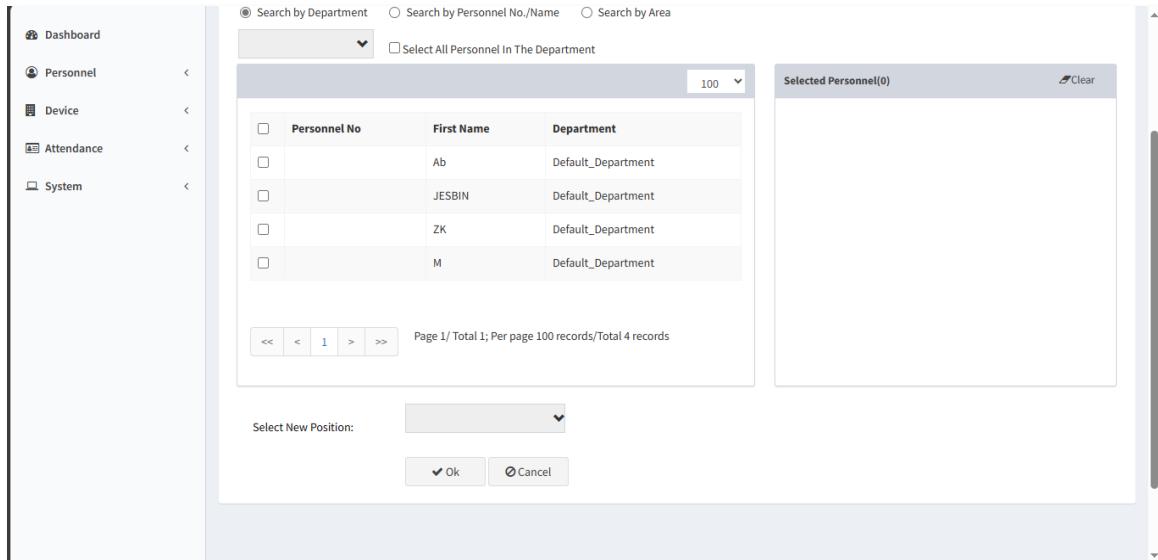 Search by Department Search by Personnel No./Name Search by Area
Dashboard
Personnel
Device
Attendance
System
Select All Personnel In The Department
100
Personnel No First Name Department
Ab Default_Department
JESBIN Default_Department
ZK Default_Department
M Default_Department
<< < 1 > >> Page 1/ Total 1; Per page 100 records/Total 4 records
Selected Personnel(0) Clear
Select New Position:
Ok Cancel